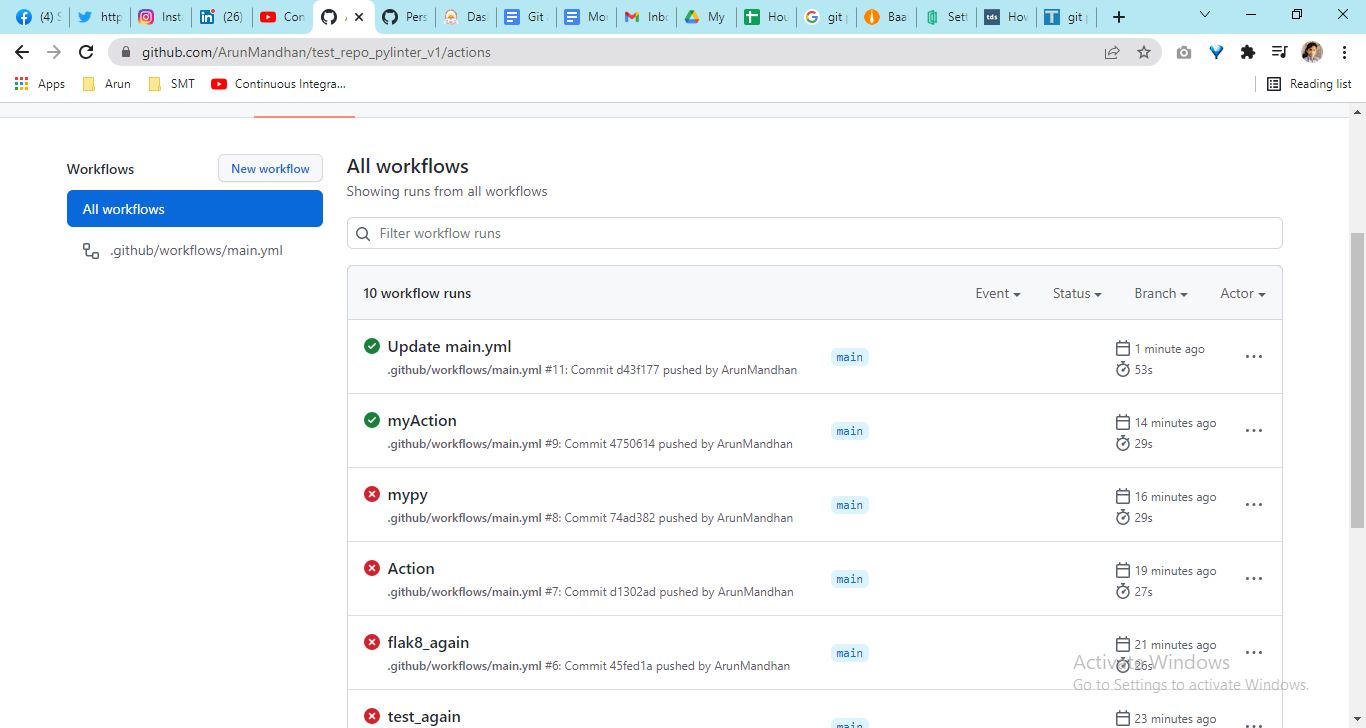 (4) S
http
Inst
(26)
Con
Pers
Das
Git
Mo
Inbo
My
Hou
git
Baa
Sett
tds
Hov
git
github.com/ArunMandhan/test_repo_pylinter_v1/actions
Apps
Arun
SMT
Continuous Integra...
Reading list
Workflows
New workflow
All workflows
.github/workflows/main.yml
All workflows
Showing runs from all workflows
Filter workflow runs
10 workflow runs
Event
Status
Branch
Actor
Update main.yml
.github/workflows/main.yml #11: Commit d43f177 pushed by ArunMandhan
main
1 minute ago
53s
myAction
.github/workflows/main.yml #9: Commit 4750614 pushed by ArunMandhan
main
14 minutes ago
29s
mypy
.github/workflows/main.yml #8: Commit 74ad382 pushed by ArunMandhan
main
16 minutes ago
29s
Action
.github/workflows/main.yml #7: Commit d1302ad pushed by ArunMandhan
main
19 minutes ago
27s
flak8_again
.github/workflows/main.yml #6: Commit 45fed1a pushed by ArunMandhan
main
21 minutes ago
26s
test_again
main
23 minutes ago
Activate Windows
Go to Settings to activate Windows.